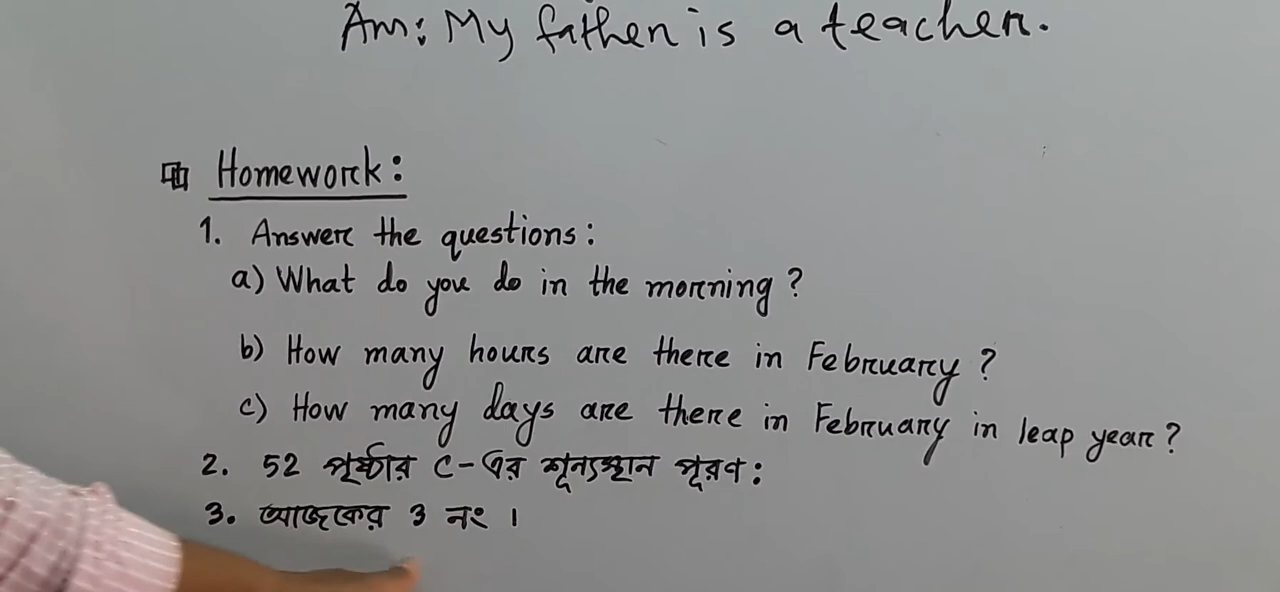 Ans: My father is a teacher.
Homework:
1. Answer the questions:
a) What do you do in the morning?
b) How many hours are there in February?
c) How many days are there in February in leap year?
2. 52 পৃষ্ঠার C-এর শূন্যস্থান পূরণ:
3. আজকের 3 নং ।